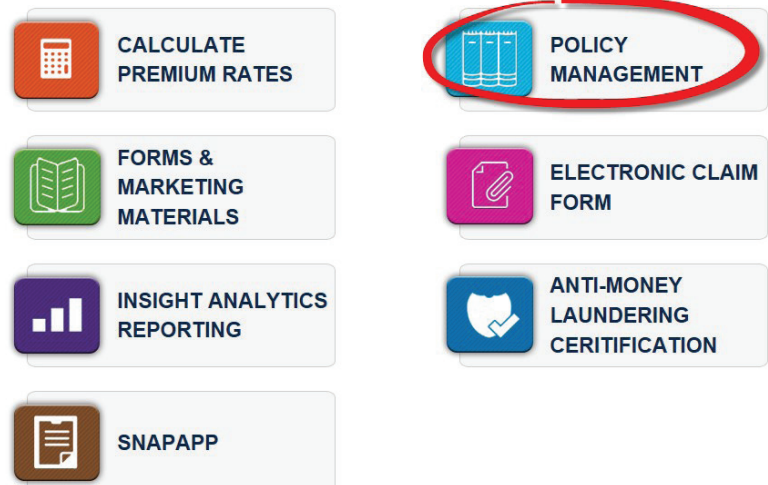 CALCULATE
PREMIUM RATES
POLICY
MANAGEMENT
FORMS &
MARKETING
MATERIALS
ELECTRONIC CLAIM
FORM
INSIGHT ANALYTICS
REPORTING
ANTI-MONEY
LAUNDERING
CERITIFICATION
SNAPAPP